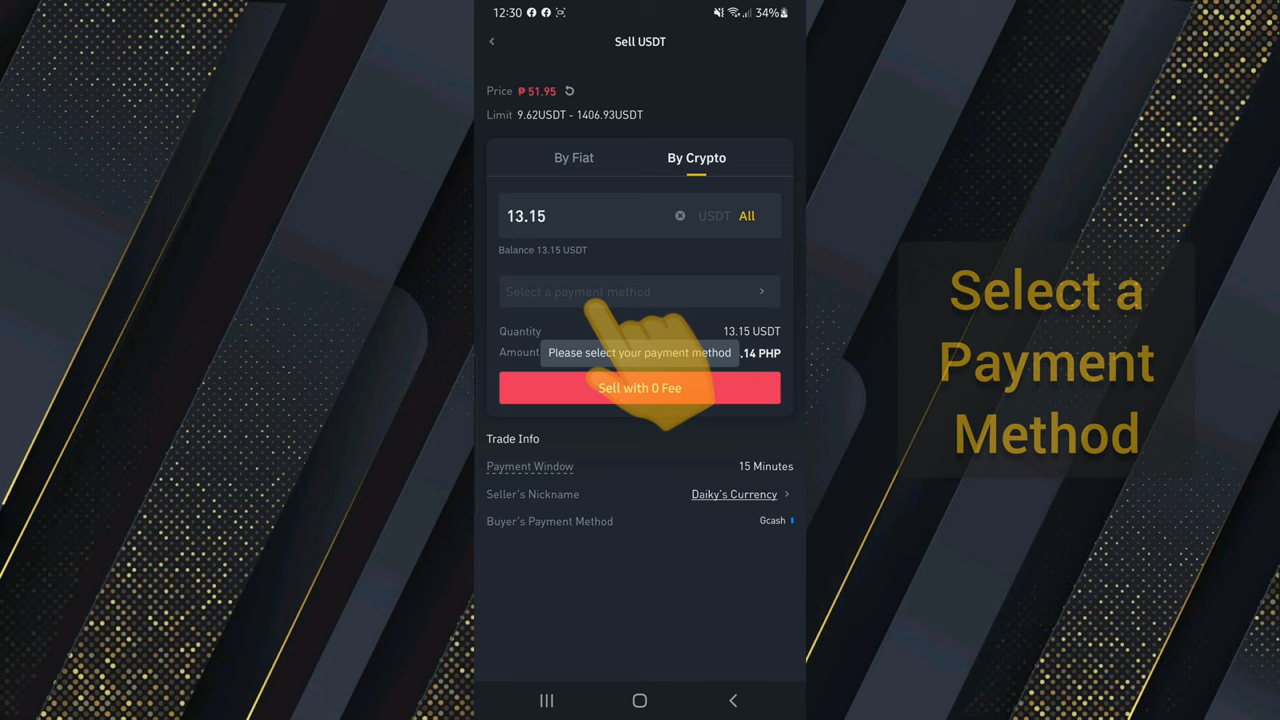 12:30
34%
Sell USDT
Price ₱ 51.95
Limit 9.62USDT - 1406.93USDT
By Fiat
By Crypto
13.15
USDT
All
Balance 13.15 USDT
Select a payment method
Quantity
13.15 USDT
Amount
Please select your payment method
.14 PHP
Sell with 0 Fee
Trade Info
Payment Window
15 Minutes
Seller's Nickname
Daiky's Currency
Buyer's Payment Method
Gcash
Select a
Payment
Method